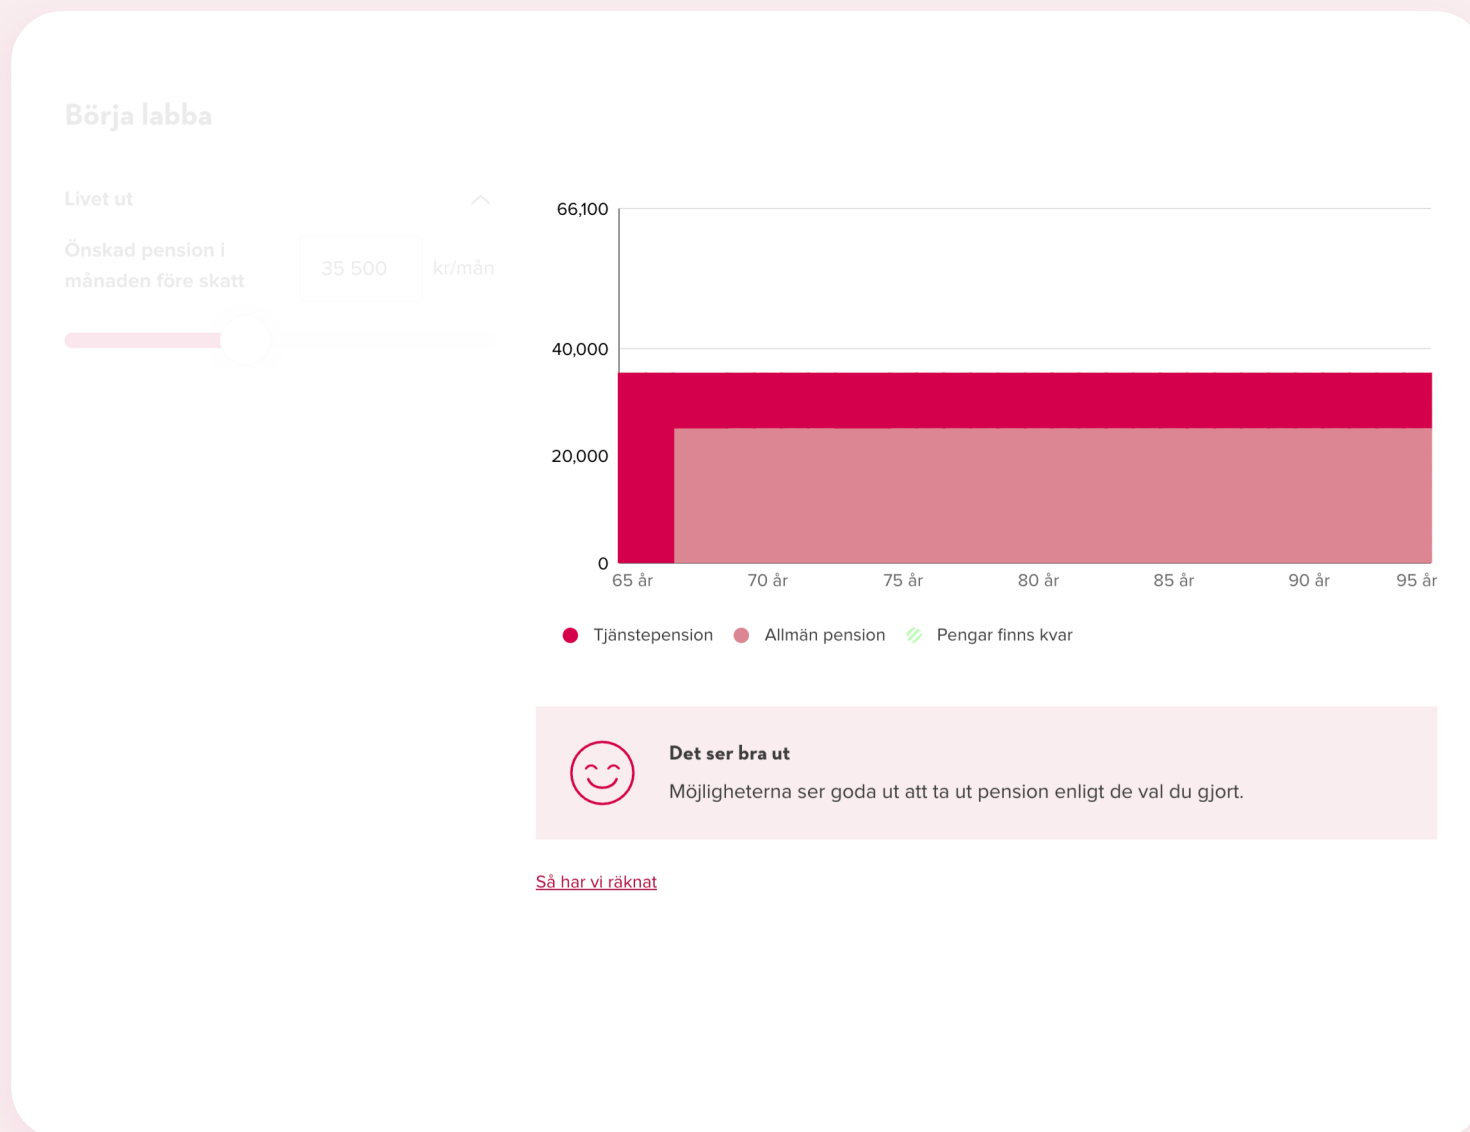 Börja labba
Livet ut
Önskad pension i
månaden före skatt
35 500
kr/mån
66,100
40,000
20,000
0
65 år
70 år
75 år
80 år
85 år
90 år
95 år
Tjänstepension
Allmän pension
Pengar finns kvar
Det ser bra ut
Möjligheterna ser goda ut att ta ut pension enligt de val du gjort.
Så har vi räknat